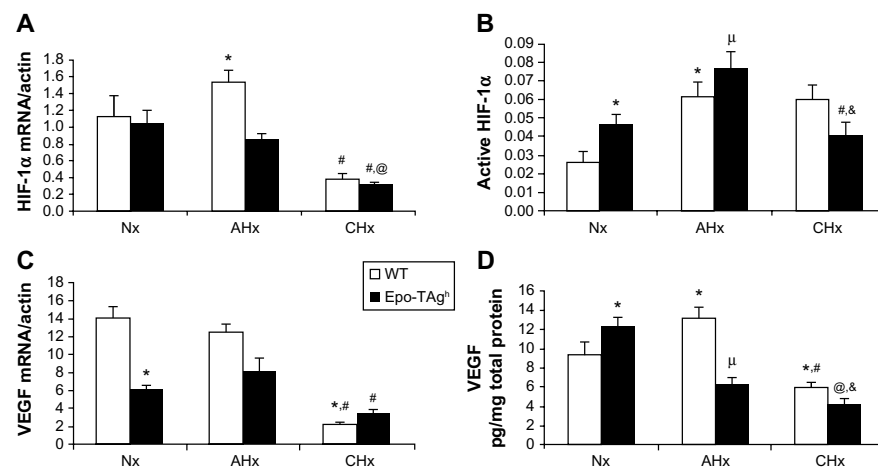 A
HIF-1α mRNA/actin
1.8
1.6
1.4
1.2
1.0
0.8
0.6
0.4
0.2
0.0
*
#
#,@
Nx
AHx
CHx
B
Active HIF-1α
0.09
0.08
0.07
0.06
0.05
0.04
0.03
0.02
0.01
0.00
*
*
µ
#,&
Nx
AHx
CHx
C
VEGF mRNA/actin
18
16
14
12
10
8
6
4
2
0
*
*,#
#
Nx
AHx
CHx
WT
Epo-TAgʰ
D
VEGF
pg/mg total protein
16
14
12
10
8
6
4
2
0
*
*
µ
*,#
@,&
Nx
AHx
CHx